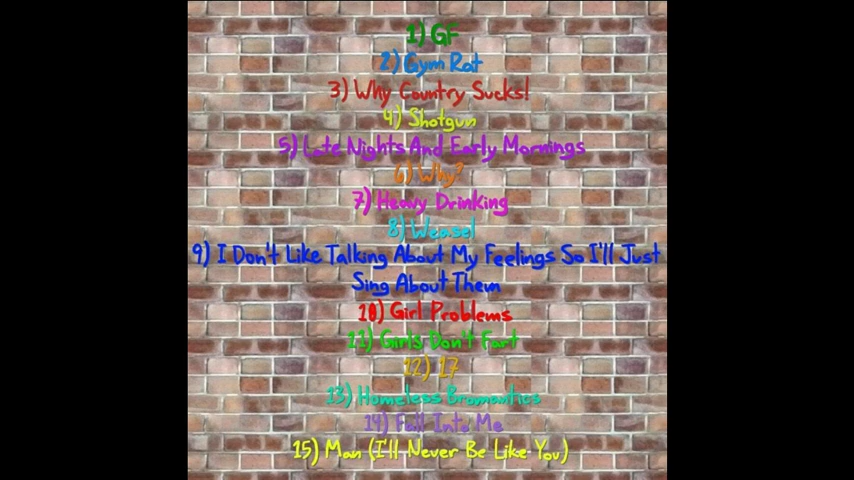 1) GF
2) Gym Rat
3) Why Country Sucks!
4) Shotgun
5) Late Nights And Early Mornings
6) Why?
7) Heavy Drinking
8) Weasel
9) I Don't Like Talking About My Feelings So I'll Just
Sing About Them
10) Girl Problems
11) Girls Don't Fart
12) 17
13) Homeless Bromantics
14) Fall Into Me
15) Man (I'll Never Be Like You)